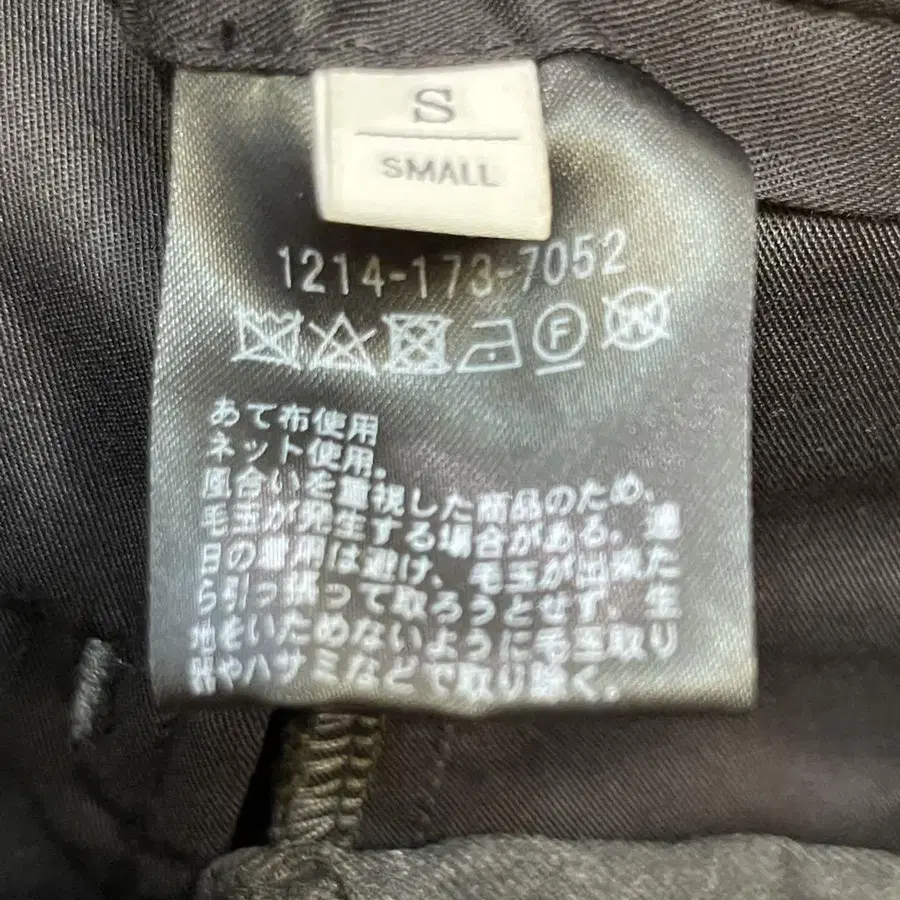 S
SMALL
1214-173-7052
F
W
あて布使用
ネット使用。
風合いを重視した商品のため、
毛玉が発生する場合がある。連
日の着用は避け、毛玉が出来た
ら引っ張って取ろうとせず、生
地をいためないように毛玉取り
器やハサミなどで取り除く。